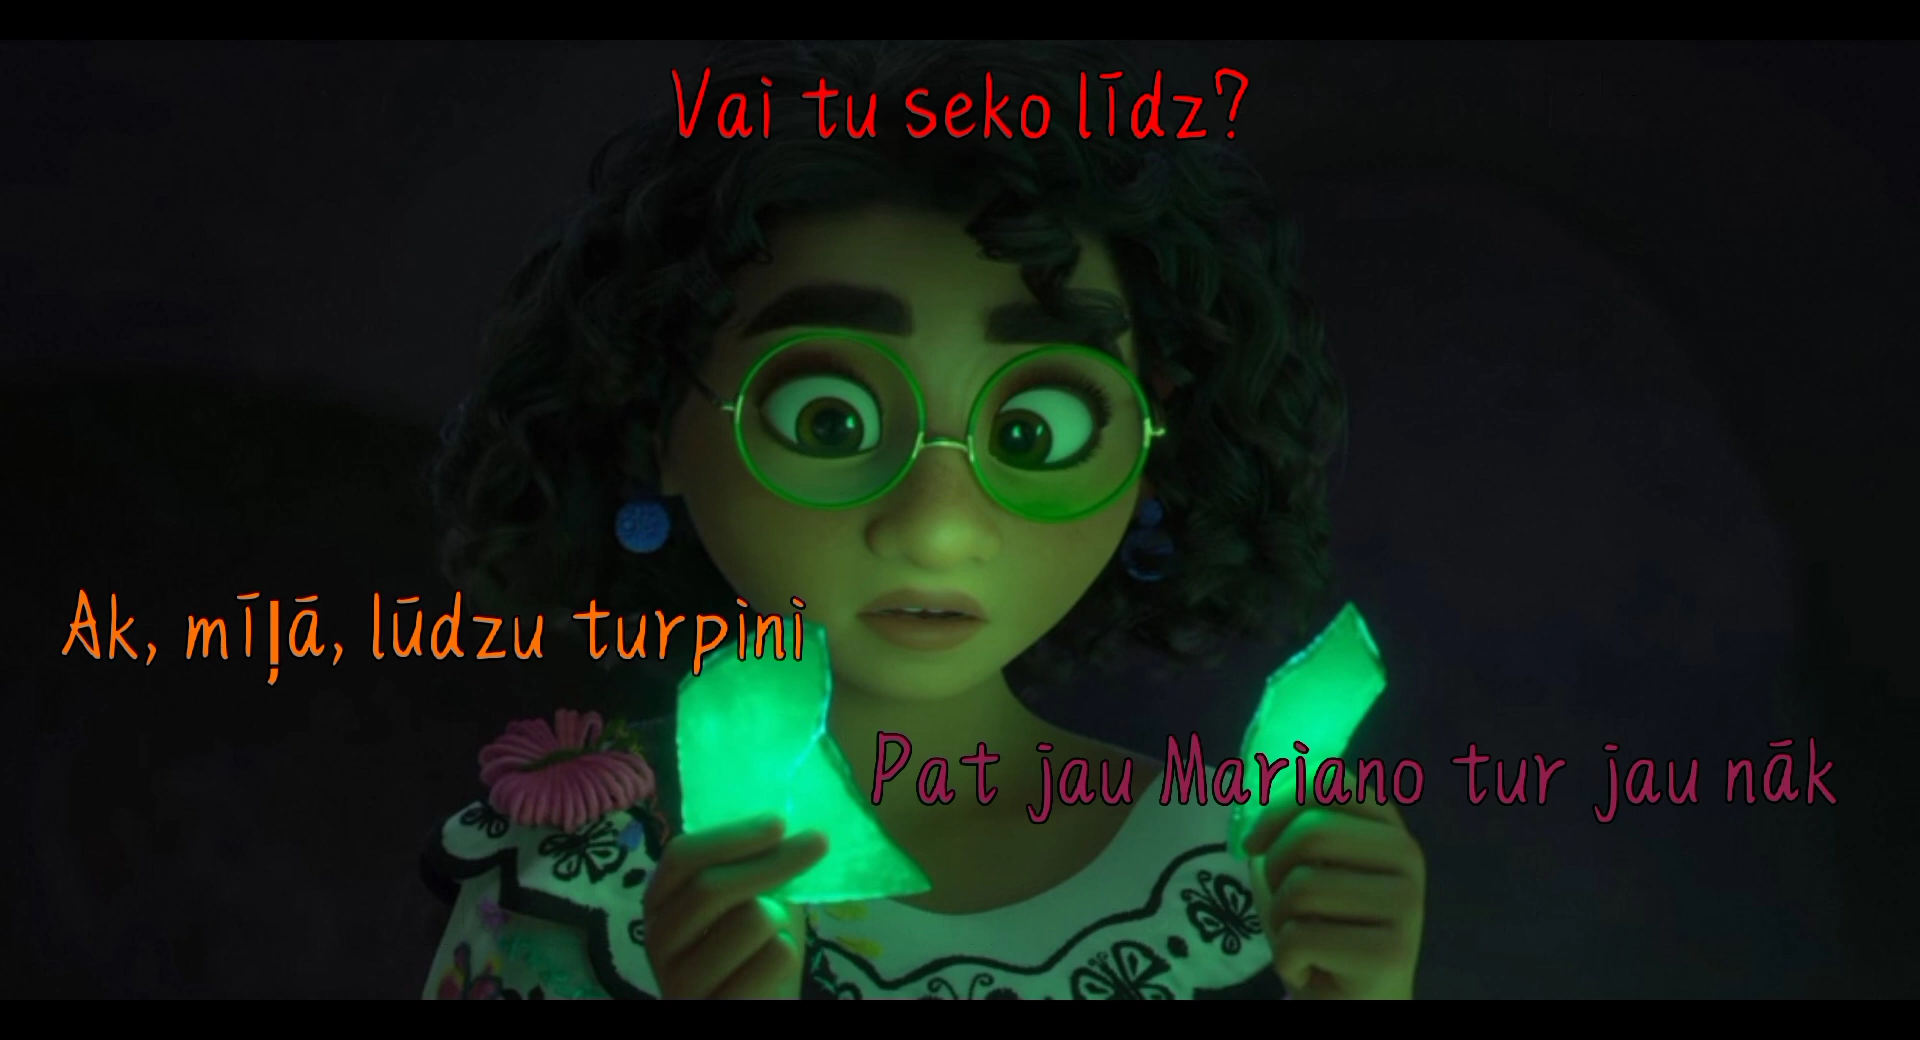 Vai tu seko līdz?
Ak, mīļā, lūdzu turpini
Pat jau Mariano tur jau nāk